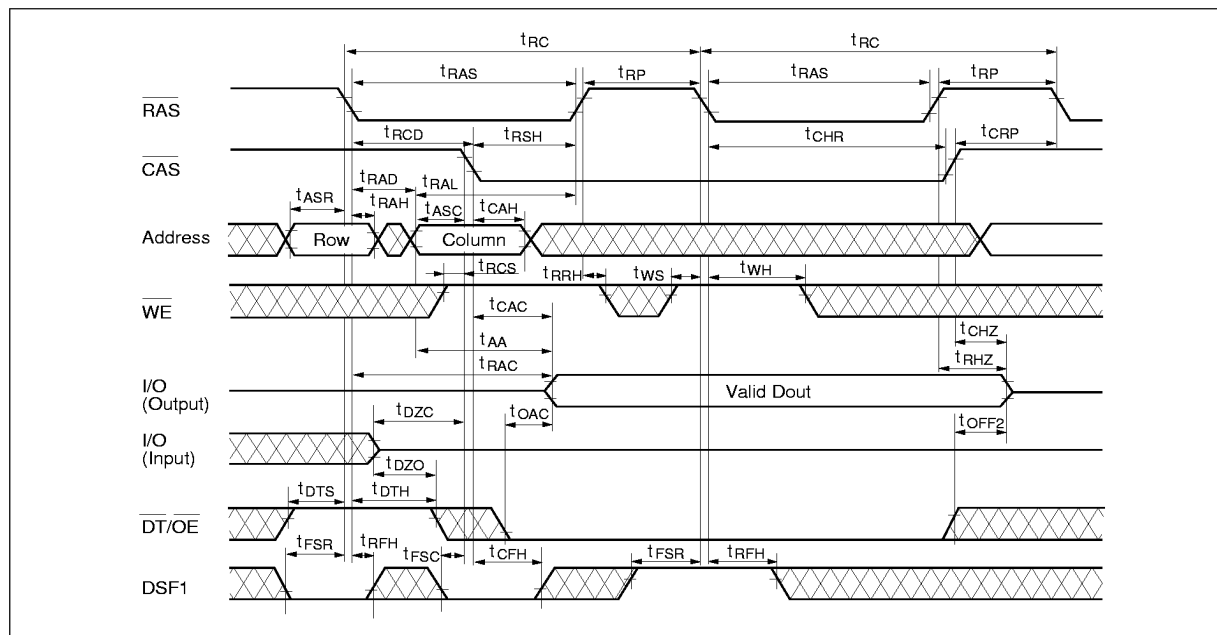 tRC tRC
tRAS tRP tRAS tRP
RAS
tRCD tRSH tCHR tCRP
CAS
tRAD tRAL
tASR tRAH tASC tCAH
Address Row Column
tRCS tRRH tWS tWH
WE
tCAC tCHZ
tAA
tRHZ
tRAC
I/O
(Output)
Valid Dout
tDZC tOAC tOFF2
I/O
(Input)
tDZO
tDTS tDTH
DT/OE
tFSR tRFH tFSC tCFH tFSR tRFH
DSF1